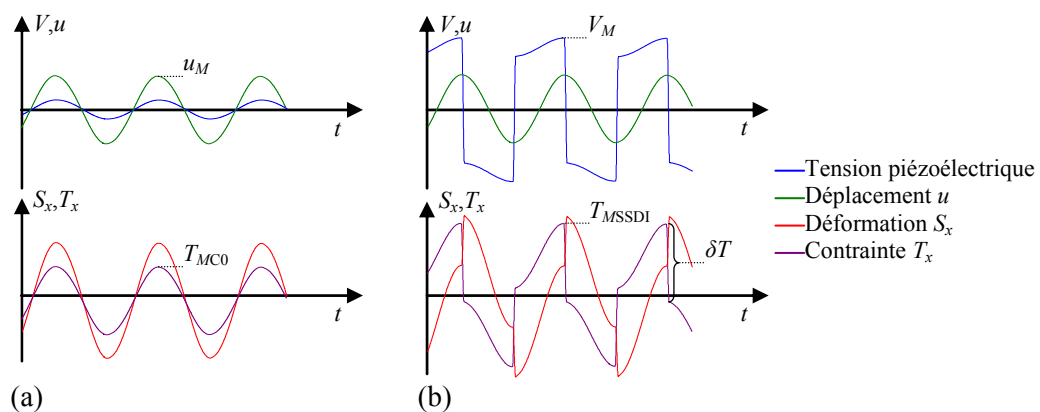 V,u
u_M
t
S_x,T_x
T_MC0
t
(a)
V,u
V_M
t
S_x,T_x
T_MSSDI
δT
t
(b)
Tension piézoélectrique
Déplacement u
Déformation S_x
Contrainte T_x